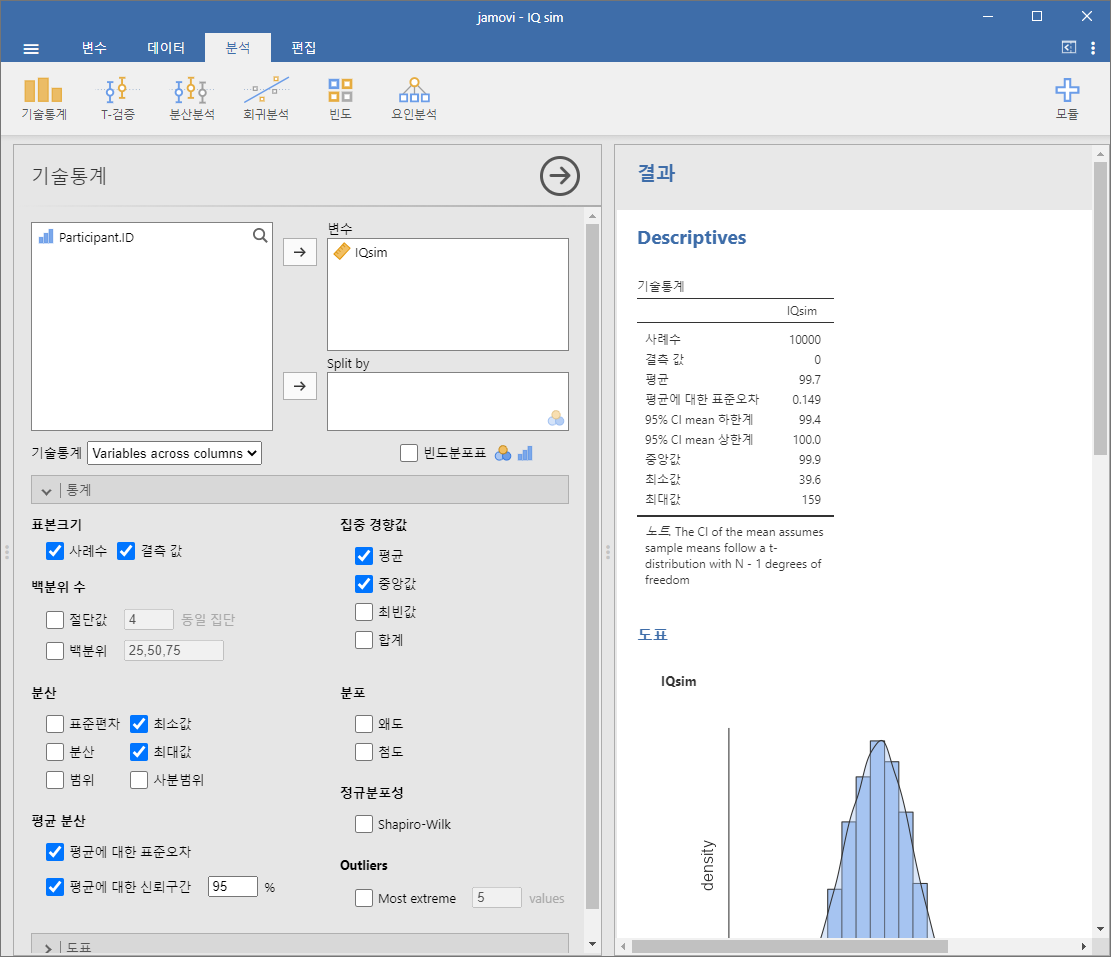 jamovi - IQ sim
변수 데이터 분석 편집
기술통계 T-검증 분산분석 회귀분석 빈도 요인분석 모듈
기술통계
Participant.ID
변수
IQsim
Split by
기술통계 Variables across columns 빈도분포표
통계
표본크기
사례수 결측 값
백분위 수
절단값 4 동일 집단
백분위 25,50,75
집중 경향값
평균
중앙값
최빈값
합계
분산
표준편차 최소값
분산 최대값
범위 사분범위
분포
왜도
첨도
정규분포성
Shapiro-Wilk
평균 분산
평균에 대한 표준오차
평균에 대한 신뢰구간 95 %
Outliers
Most extreme 5 values
도표
결과
Descriptives
기술통계
IQsim
사례수 10000
결측 값 0
평균 99.7
평균에 대한 표준오차 0.149
95% CI mean 하한계 99.4
95% CI mean 상한계 100.0
중앙값 99.9
최소값 39.6
최대값 159
노트. The CI of the mean assumes
sample means follow a t-
distribution with N - 1 degrees of
freedom
도표
IQsim
density